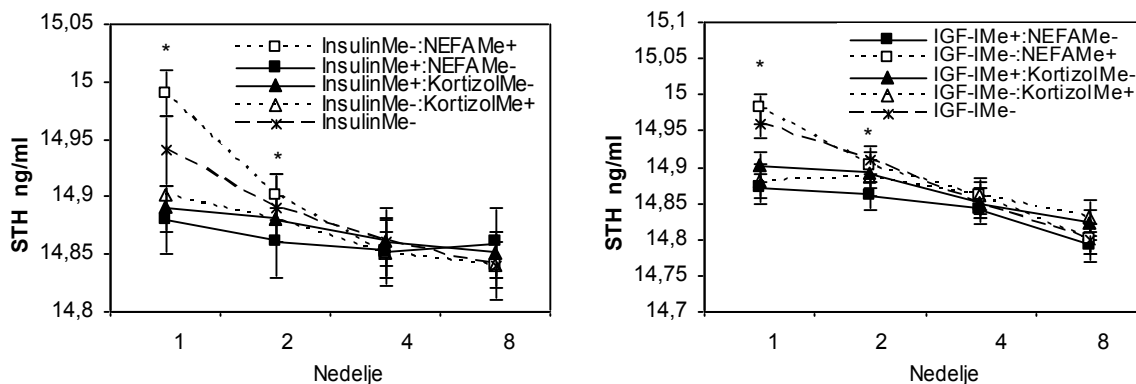 15,05
15
14,95
14,9
14,85
14,8
STH ng/ml
*
*
InsulinMe-:NEFAMe+
InsulinMe+:NEFAMe-
InsulinMe+:KortizolMe-
InsulinMe-:KortizolMe+
InsulinMe-
1 2 4 8
Nedelje
15,1
15,05
15
14,95
14,9
14,85
14,8
14,75
14,7
STH ng/ml
*
*
IGF-IMe+:NEFAMe-
IGF-IMe-:NEFAMe+
IGF-IMe+:KortizolMe-
IGF-IMe-:KortizolMe+
IGF-IMe-
1 2 4 8
Nedelje